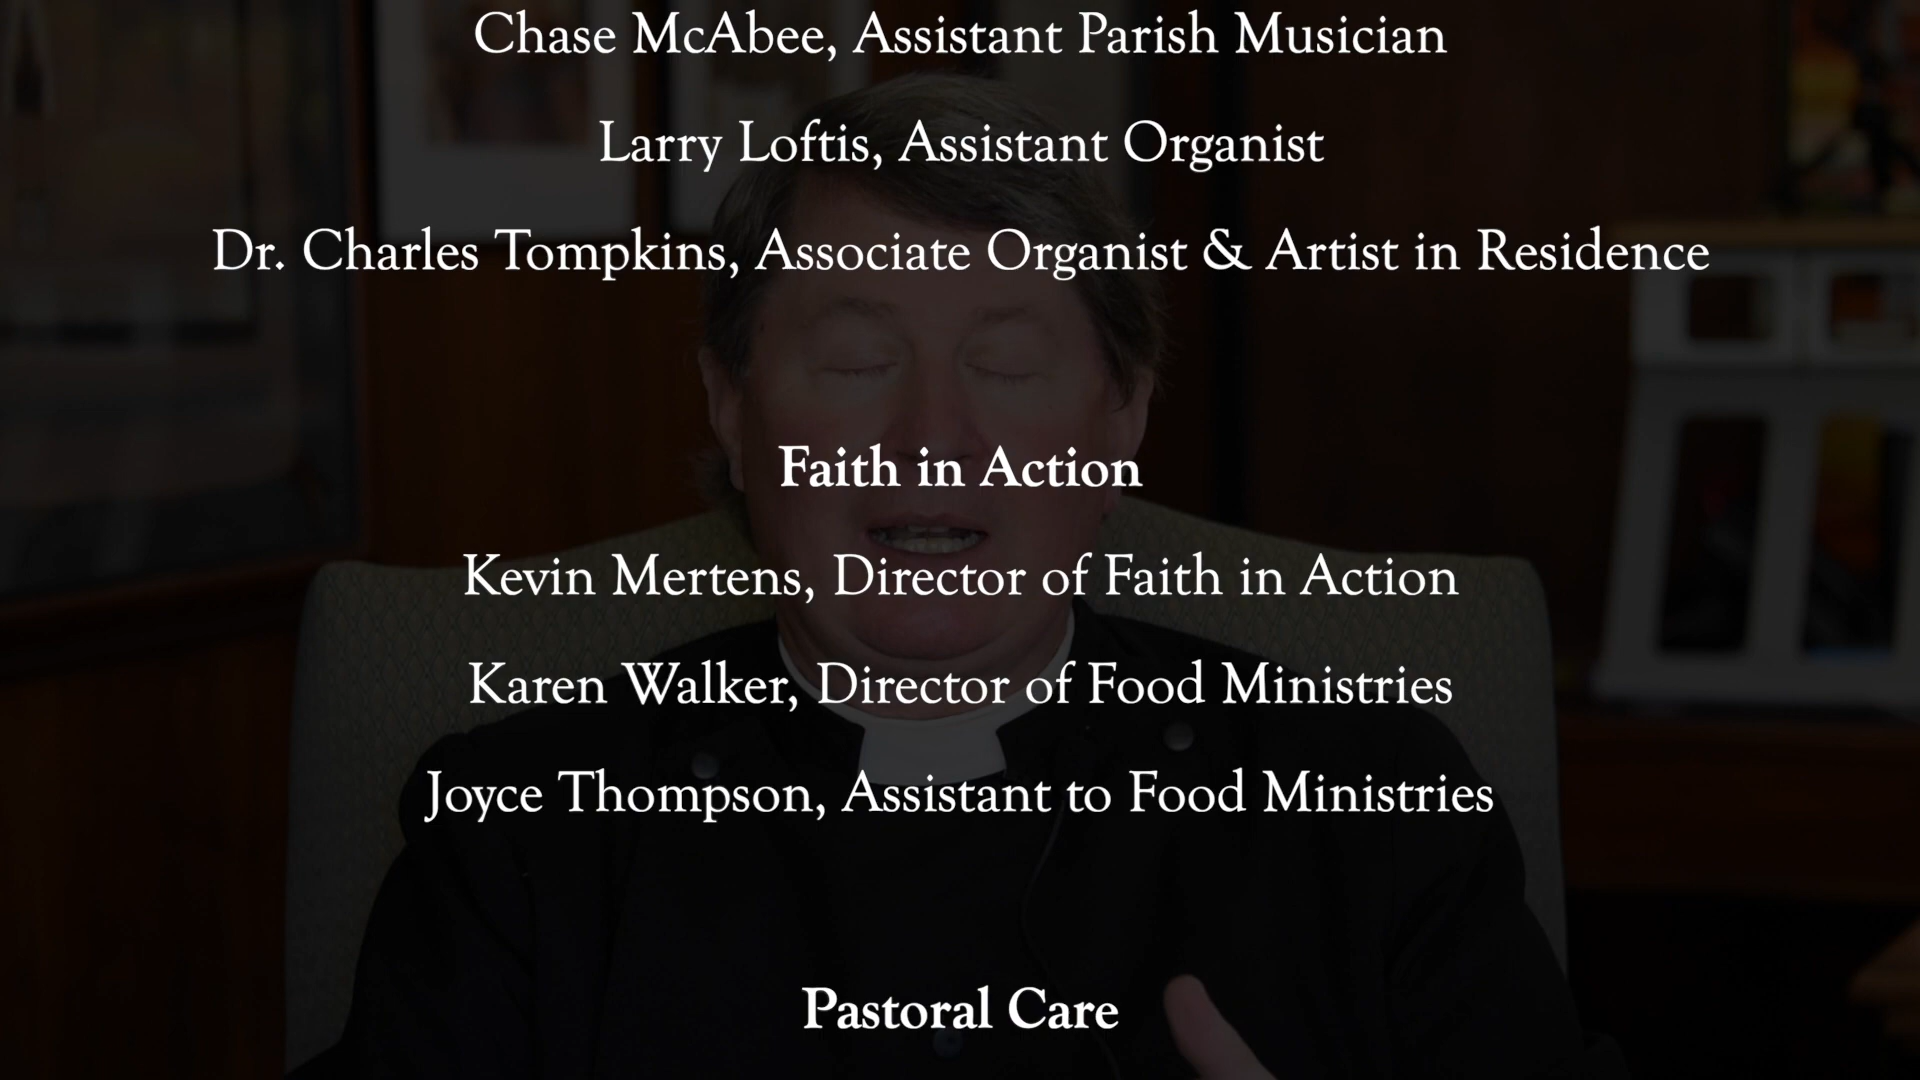 Chase McAbee, Assistant Parish Musician
Larry Loftis, Assistant Organist
Dr. Charles Tompkins, Associate Organist & Artist in Residence
Faith in Action
Kevin Mertens, Director of Faith in Action
Karen Walker, Director of Food Ministries
Joyce Thompson, Assistant to Food Ministries
Pastoral Care